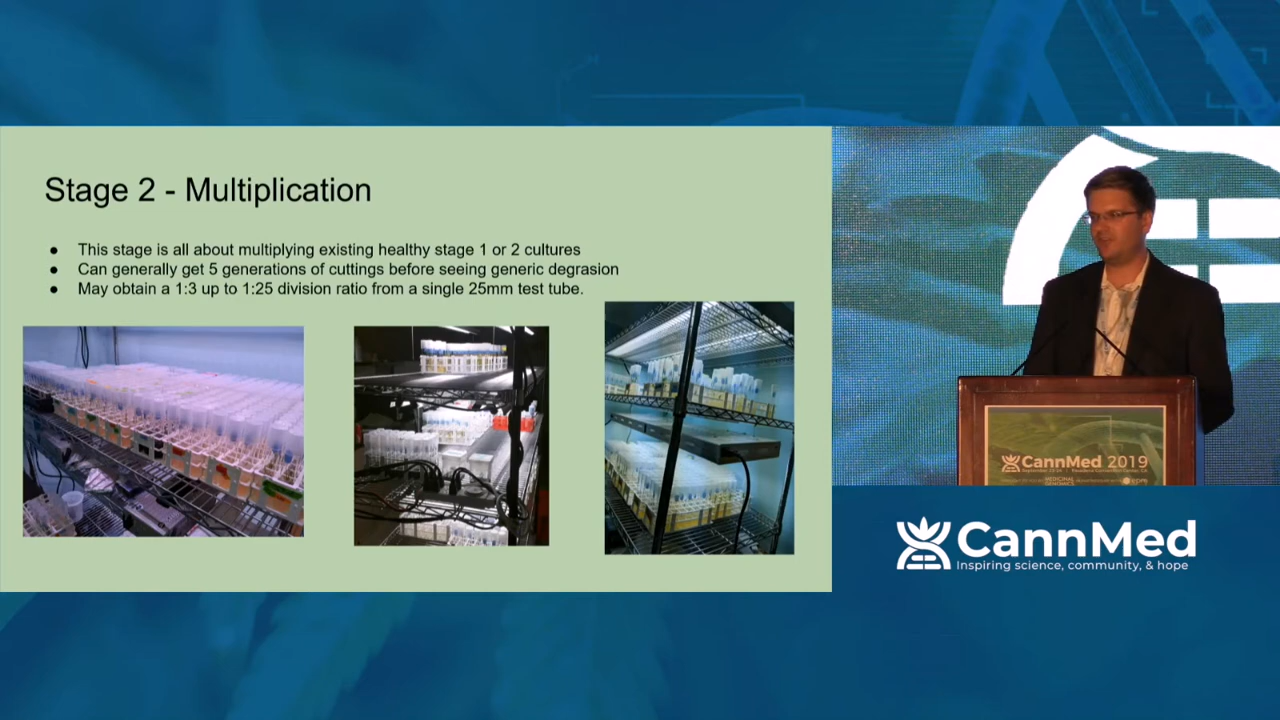 Stage 2 - Multiplication
● This stage is all about multiplying existing healthy stage 1 or 2 cultures
● Can generally get 5 generations of cuttings before seeing generic degrasion
● May obtain a 1:3 up to 1:25 division ratio from a single 25mm test tube.
CannMed 2019
MEDICINAL
GENOMICS
CannMed
Inspiring science, community, & hope